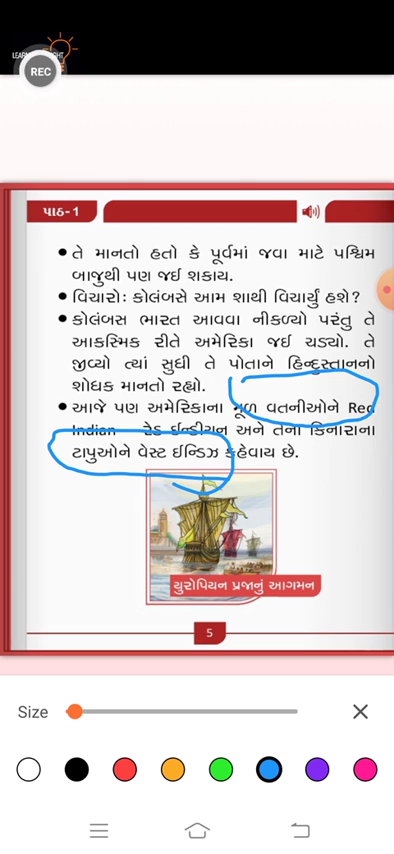 REC
પાઠ-1
● તે માનતો હતો કે પૂર્વમાં જવા માટે પશ્ચિમ
બાજુથી પણ જઈ શકાય.
● વિચારો: કોલંબસે આમ શાથી વિચાર્યું હશે?
● કોલંબસ ભારત આવવા નીકળ્યો પરંતુ તે
આકસ્મિક રીતે અમેરિકા જઈ ચડ્યો. તે
જીવ્યો ત્યાં સુધી તે પોતાને હિન્દુસ્તાનનો
શોધક માનતો રહ્યો.
● આજે પણ અમેરિકાના મૂળ વતનીઓને Red
Indian - રેડ ઈન્ડીયન અને તેના કિનારાના
ટાપુઓને વેસ્ટ ઈન્ડિઝ કહેવાય છે.
યુરોપિયન પ્રજાનું આગમન
5
Size